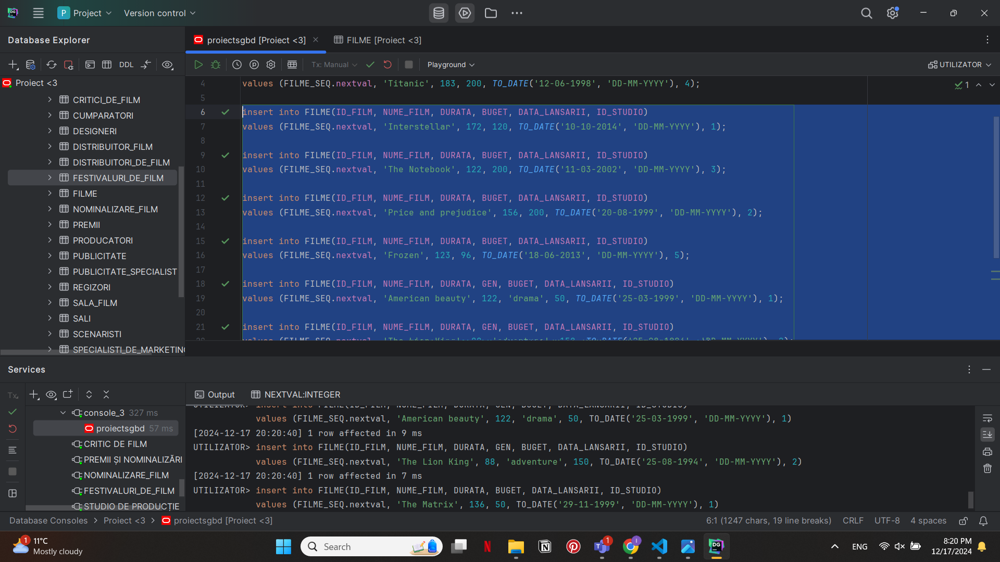 P Project Version control
Database Explorer
proiectsgbd [Proiect <3]
FILME [Proiect <3]
DDL
Tx: Manual
Playground
UTILIZATOR
Proiect <3
CRITICI_DE_FILM
CUMPARATORI
DESIGNERI
DISTRIBUITOR_FILM
DISTRIBUITORI_DE_FILM
FESTIVALURI_DE_FILM
FILME
NOMINALIZARE_FILM
PREMII
PRODUCATORI
PUBLICITATE
PUBLICITATE_SPECIALIST
REGIZORI
SALA_FILM
SALI
SCENARISTI
SPECIALISTI_DE_MARKETING
1
4 values (FILME_SEQ.nextval, 'Titanic', 183, 200, TO_DATE('12-06-1998', 'DD-MM-YYYY'), 4);
5
6 insert into FILME(ID_FILM, NUME_FILM, DURATA, BUGET, DATA_LANSARII, ID_STUDIO)
7 values (FILME_SEQ.nextval, 'Interstellar', 172, 120, TO_DATE('10-10-2014', 'DD-MM-YYYY'), 1);
8
9 insert into FILME(ID_FILM, NUME_FILM, DURATA, BUGET, DATA_LANSARII, ID_STUDIO)
10 values (FILME_SEQ.nextval, 'The Notebook', 122, 200, TO_DATE('11-03-2002', 'DD-MM-YYYY'), 3);
11
12 insert into FILME(ID_FILM, NUME_FILM, DURATA, BUGET, DATA_LANSARII, ID_STUDIO)
13 values (FILME_SEQ.nextval, 'Price and prejudice', 156, 200, TO_DATE('20-08-1999', 'DD-MM-YYYY'), 2);
14
15 insert into FILME(ID_FILM, NUME_FILM, DURATA, BUGET, DATA_LANSARII, ID_STUDIO)
16 values (FILME_SEQ.nextval, 'Frozen', 123, 96, TO_DATE('18-06-2013', 'DD-MM-YYYY'), 5);
17
18 insert into FILME(ID_FILM, NUME_FILM, DURATA, GEN, BUGET, DATA_LANSARII, ID_STUDIO)
19 values (FILME_SEQ.nextval, 'American beauty', 122, 'drama', 50, TO_DATE('25-03-1999', 'DD-MM-YYYY'), 1);
20
21 insert into FILME(ID_FILM, NUME_FILM, DURATA, GEN, BUGET, DATA_LANSARII, ID_STUDIO)
Services
Tx
console_3 327 ms
proiectsgbd 57 ms
CRITIC DE FILM
PREMII ȘI NOMINALIZĂRI
NOMINALIZARE_FILM
FESTIVALURI_DE_FILM
STUDIO DE PRODUCȚIE
Output
NEXTVAL:INTEGER
UTILIZATOR> insert into FILME(ID_FILM, NUME_FILM, DURATA, GEN, BUGET, DATA_LANSARII, ID_STUDIO)
values (FILME_SEQ.nextval, 'American beauty', 122, 'drama', 50, TO_DATE('25-03-1999', 'DD-MM-YYYY'), 1)
[2024-12-17 20:20:40] 1 row affected in 9 ms
UTILIZATOR> insert into FILME(ID_FILM, NUME_FILM, DURATA, GEN, BUGET, DATA_LANSARII, ID_STUDIO)
values (FILME_SEQ.nextval, 'The Lion King', 88, 'adventure', 150, TO_DATE('25-08-1994', 'DD-MM-YYYY'), 2)
[2024-12-17 20:20:40] 1 row affected in 7 ms
UTILIZATOR> insert into FILME(ID_FILM, NUME_FILM, DURATA, BUGET, DATA_LANSARII, ID_STUDIO)
values (FILME_SEQ.nextval, 'The Matrix', 136, 50, TO_DATE('29-11-1999', 'DD-MM-YYYY'), 1)
Database Consoles > Proiect <3 > proiectsgbd [Proiect <3]
6:1 (1247 chars, 19 line breaks) CRLF UTF-8 4 spaces
1 11°C
Mostly cloudy
Search
1
ENG
8:20 PM
12/17/2024